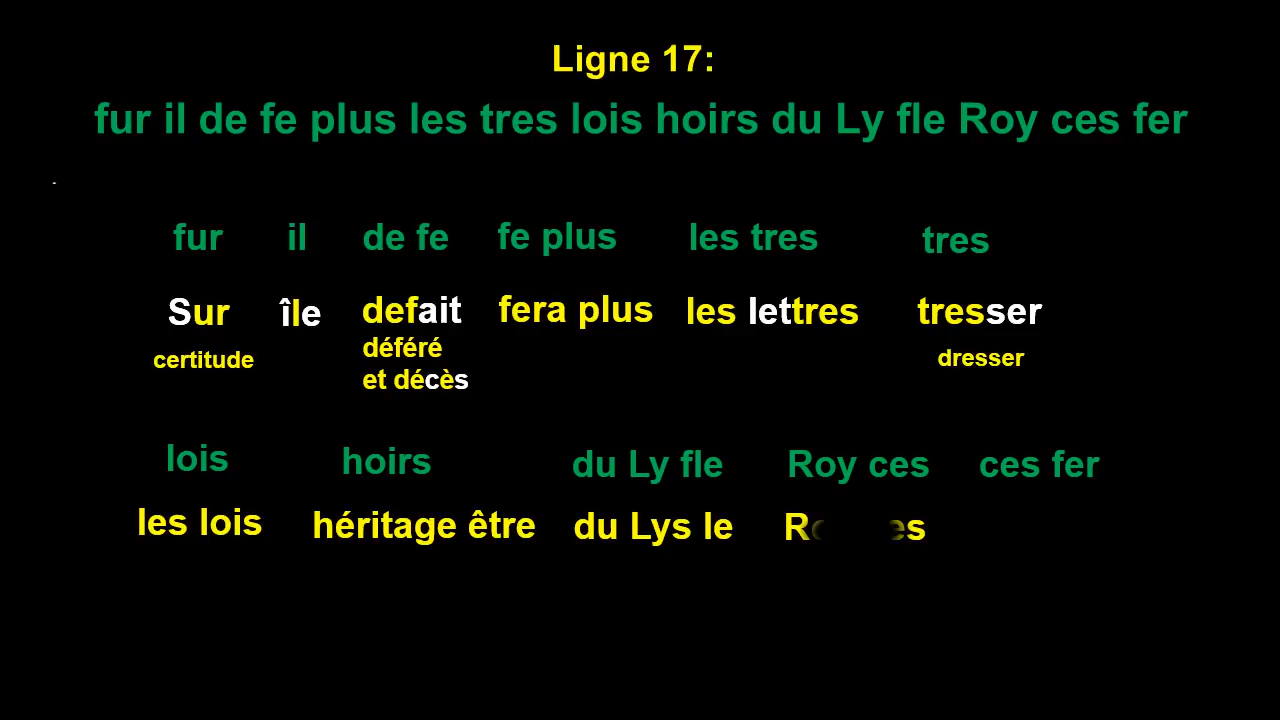 Ligne 17:
fur il de fe plus les tres lois hoirs du Ly fle Roy ces fer
fur il de fe fe plus les tres tres
Sur île defait fera plus les lettres tresser
certitude déféré dresser
et décès
lois hoirs du Ly fle Roy ces ces fer
les lois héritage être du Lys le